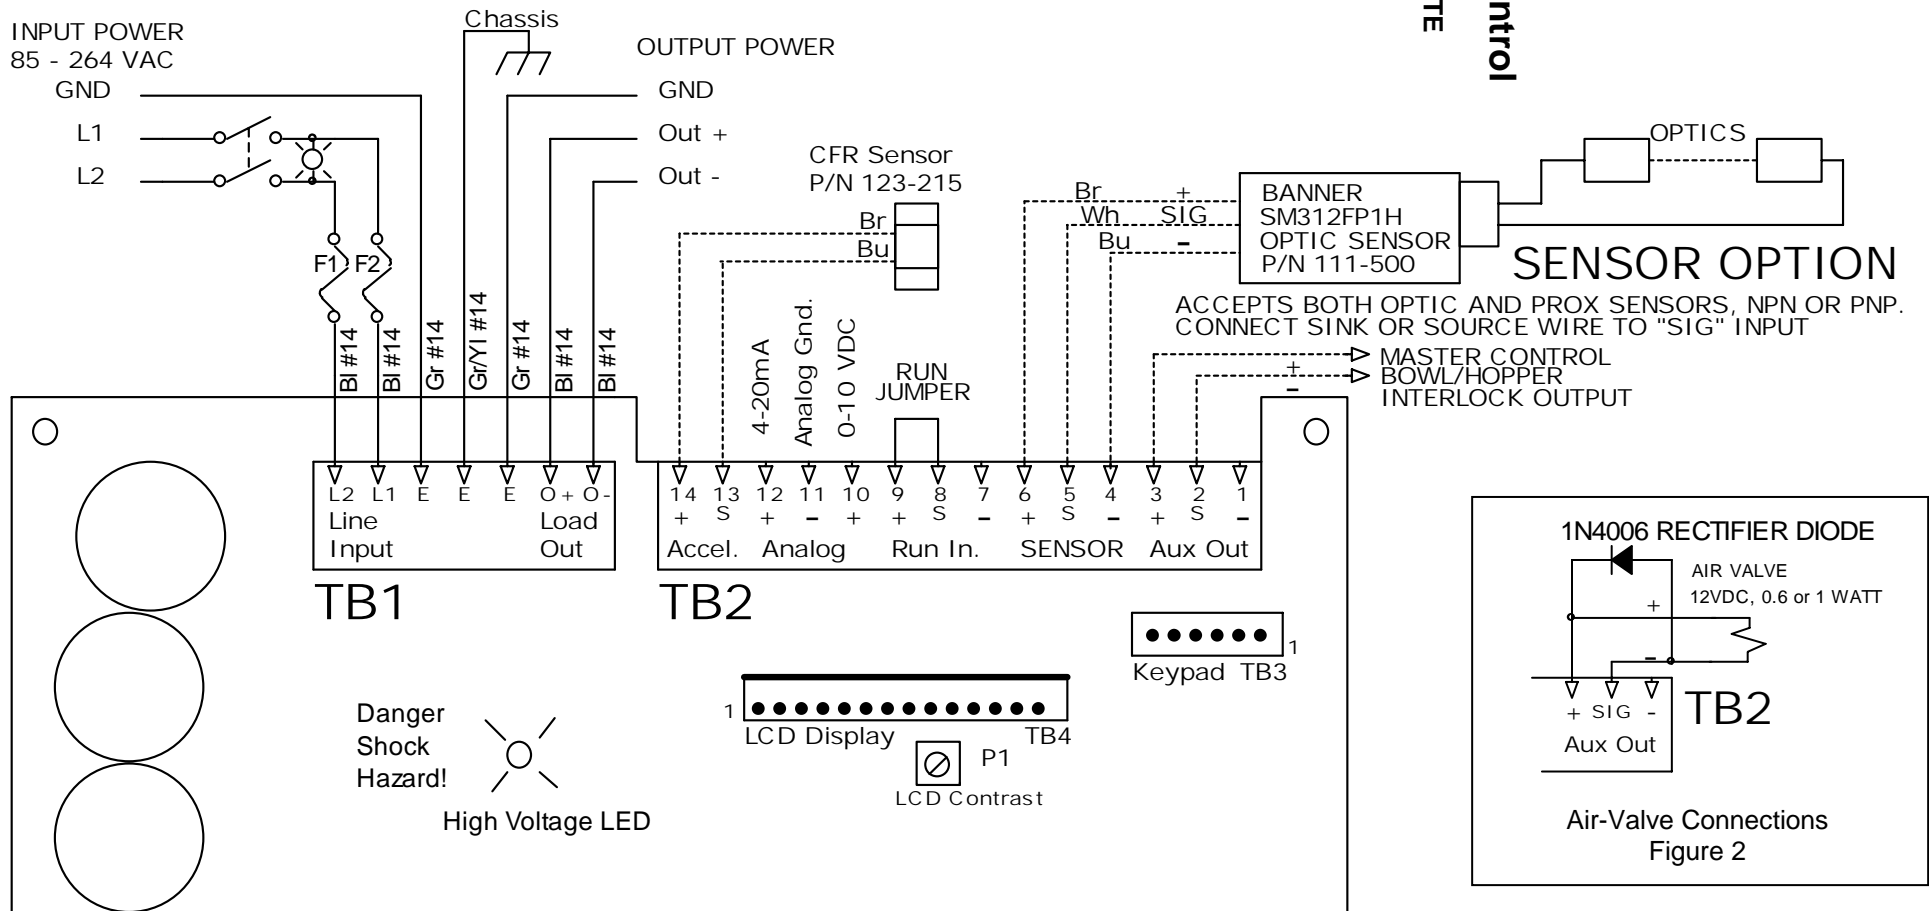 ntrol
TE
INPUT POWER
85 - 264 VAC
GND
L1
L2
Chassis
OUTPUT POWER
GND
Out +
Out -
CFR Sensor
P/N 123-215
Br
Bu
Br +
Wh SIG
Bu -
BANNER
SM312FP1H
OPTIC SENSOR
P/N 111-500
OPTICS
SENSOR OPTION
ACCEPTS BOTH OPTIC AND PROX SENSORS, NPN OR PNP.
CONNECT SINK OR SOURCE WIRE TO "SIG" INPUT
MASTER CONTROL
+ BOWL/HOPPER
- INTERLOCK OUTPUT
F1 F2
Bl #14
Bl #14
Gr #14
Gr/Yl #14
Gr #14
Bl #14
Bl #14
4-20mA
Analog Gnd.
0-10 VDC
RUN
JUMPER
L2 L1 E E E O+ O-
Line Load
Input Out
TB1
14 13 12 11 10 9 8 7 6 5 4 3 2 1
+ S + - + + S - + S - + S -
Accel. Analog Run In. SENSOR Aux Out
TB2
1
Keypad TB3
1
LCD Display TB4
P1
LCD Contrast
Danger
Shock
Hazard!
High Voltage LED
1N4006 RECTIFIER DIODE
AIR VALVE
12VDC, 0.6 or 1 WATT
+
-
+ SIG -
TB2
Aux Out
Air-Valve Connections
Figure 2